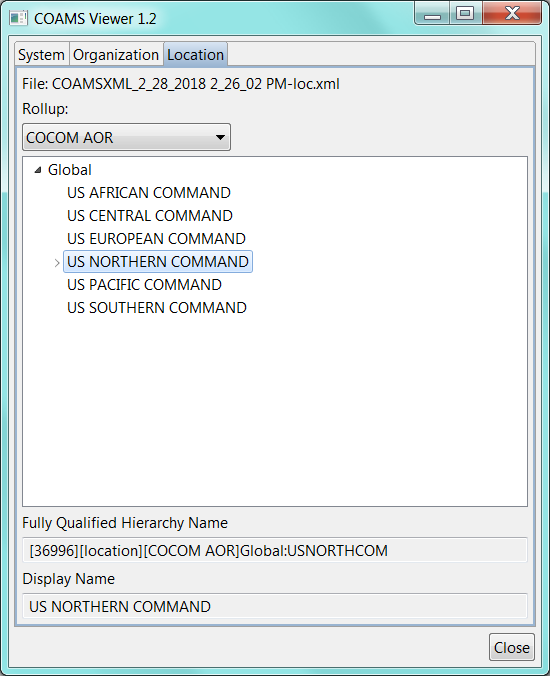 COAMS Viewer 1.2
System Organization Location
File: COAMSXML_2_28_2018 2_26_02 PM-loc.xml
Rollup:
COCOM AOR
Global
US AFRICAN COMMAND
US CENTRAL COMMAND
US EUROPEAN COMMAND
US NORTHERN COMMAND
US PACIFIC COMMAND
US SOUTHERN COMMAND
Fully Qualified Hierarchy Name
[36996][location][COCOM AOR]Global:USNORTHCOM
Display Name
US NORTHERN COMMAND
Close